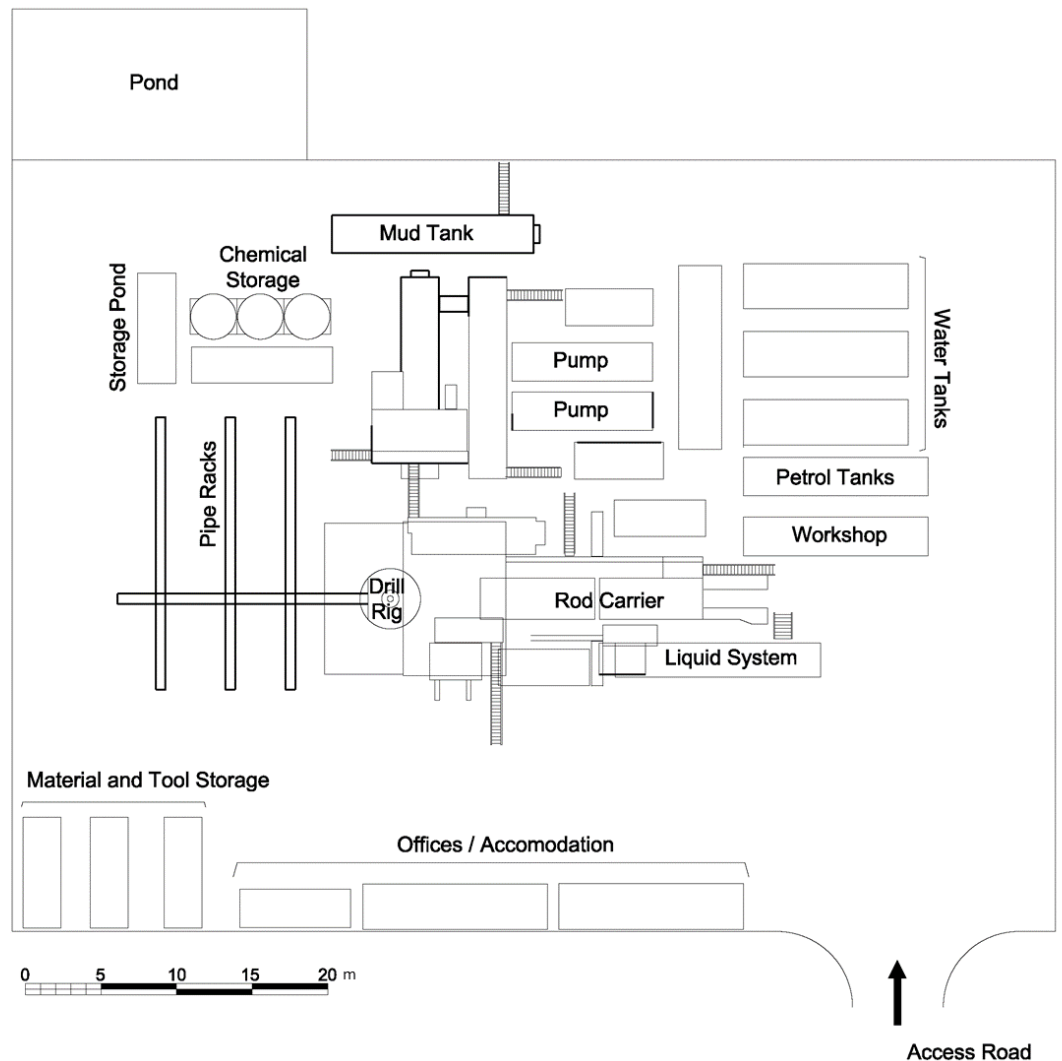 Pond
Mud Tank
Chemical
Storage
Storage Pond
Pump
Pump
Water Tanks
Petrol Tanks
Pipe Racks
Workshop
Drill
Rig
Rod Carrier
Liquid System
Material and Tool Storage
Offices / Accomodation
0 5 10 15 20 m
Access Road